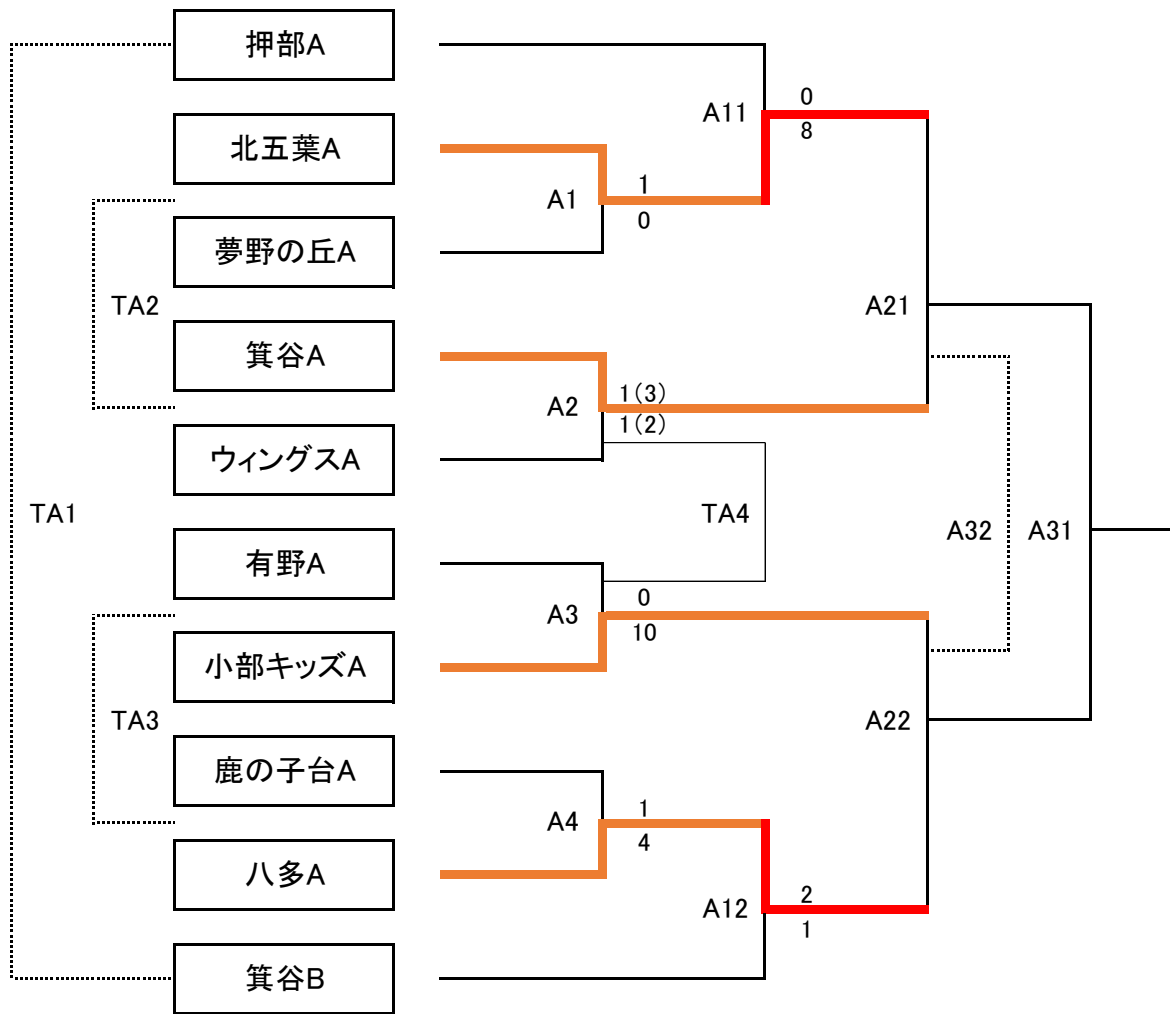 押部A
0
A11
8
北五葉A
1
A1
0
夢野の丘A
TA2
A21
箕谷A
1(3)
A2
1(2)
ウィングスA
TA1
TA4
A32
A31
有野A
0
A3
10
小部キッズA
TA3
A22
鹿の子台A
1
A4
4
八多A
2
A12
1
箕谷B